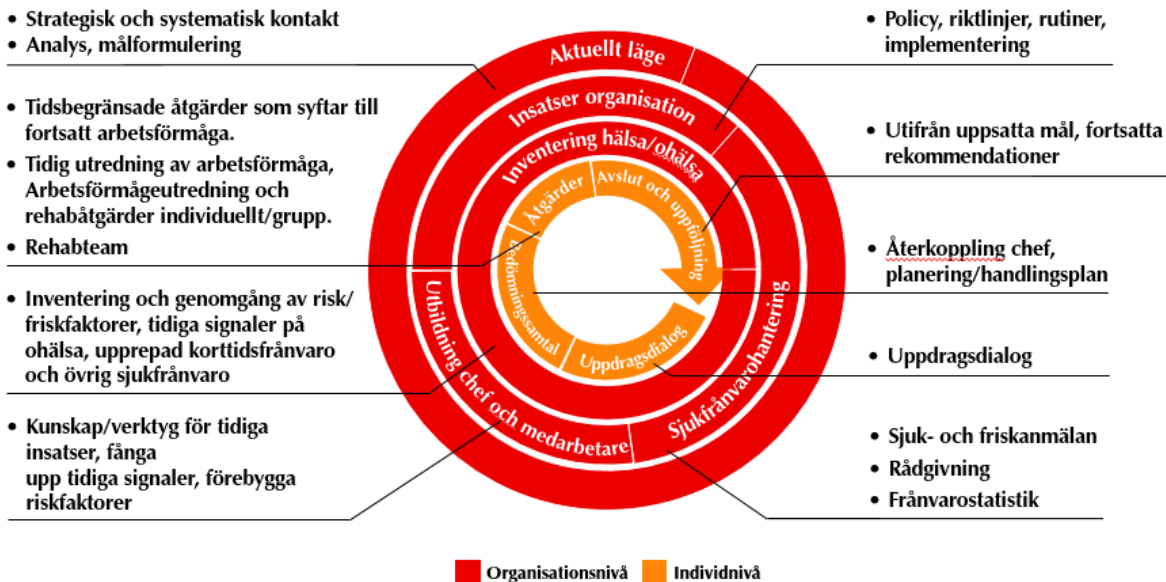 • Strategisk och systematisk kontakt
• Analys, målformulering
• Tidsbegränsade åtgärder som syftar till
fortsatt arbetsförmåga.
• Tidig utredning av arbetsförmåga,
Arbetsförmågeutredning och
rehabåtgärder individuellt/grupp.
• Rehabteam
• Inventering och genomgång av risk/
friskfaktorer, tidiga signaler på
ohälsa, upprepad korttidsfrånvaro
och övrig sjukfrånvaro
• Kunskap/verktyg för tidiga
insatser, fånga
upp tidiga signaler, förebygga
riskfaktorer
Aktuellt läge
Insatser organisation
Inventering hälsa/ohälsa
Åtgärder
Avslut och uppföljning
Bedömningssamtal
Uppdragsdialog
Utbildning chef och medarbetare
Sjukfrånvarohantering
• Policy, riktlinjer, rutiner,
implementering
• Utifrån uppsatta mål, fortsatta
rekommendationer
• Återkoppling chef,
planering/handlingsplan
• Uppdragsdialog
• Sjuk- och friskanmälan
• Rådgivning
• Frånvarostatistik
Organisationsnivå
Individnivå